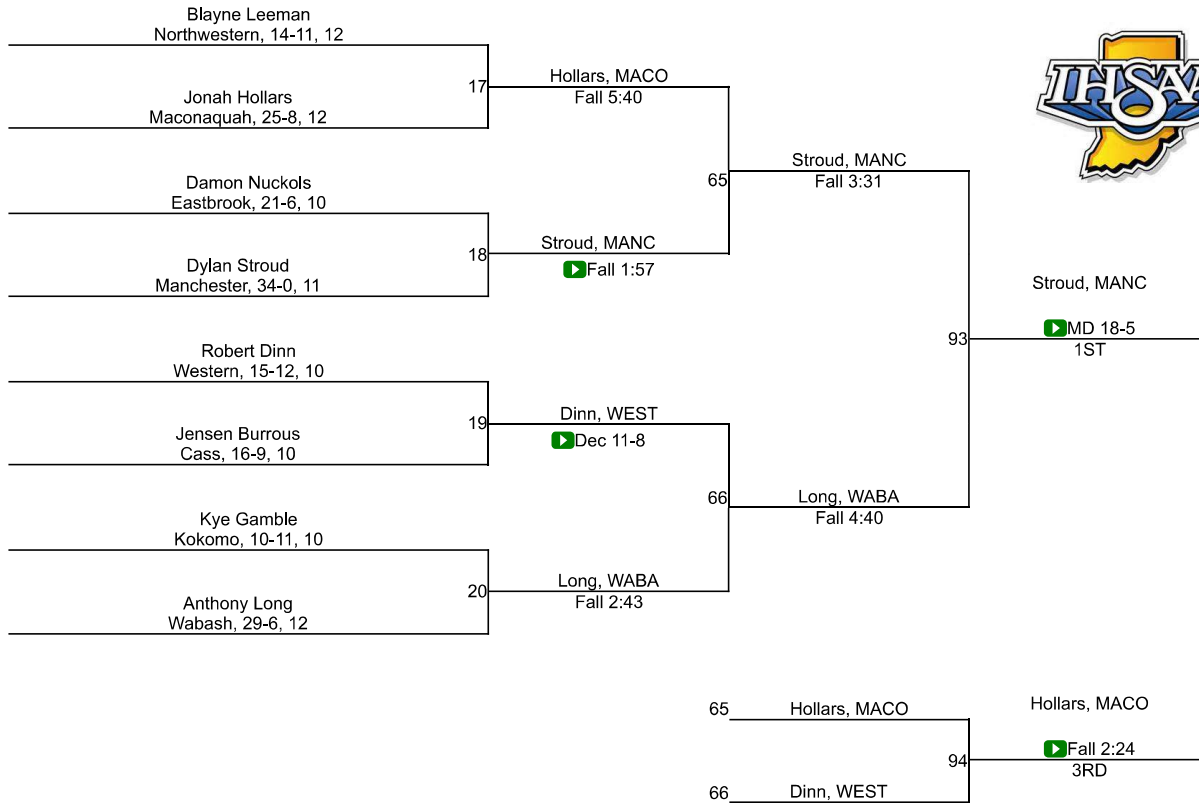 Blayne Leeman
Northwestern, 14-11, 12
17
Hollars, MACO
Fall 5:40
Jonah Hollars
Maconaquah, 25-8, 12
IHSAA
65
Stroud, MANC
Fall 3:31
Damon Nuckols
Eastbrook, 21-6, 10
18
Stroud, MANC
Fall 1:57
Dylan Stroud
Manchester, 34-0, 11
Stroud, MANC
93
MD 18-5
1ST
Robert Dinn
Western, 15-12, 10
19
Dinn, WEST
Dec 11-8
Jensen Burrous
Cass, 16-9, 10
66
Long, WABA
Fall 4:40
Kye Gamble
Kokomo, 10-11, 10
20
Long, WABA
Fall 2:43
Anthony Long
Wabash, 29-6, 12
65
Hollars, MACO
Hollars, MACO
94
Fall 2:24
3RD
66
Dinn, WEST